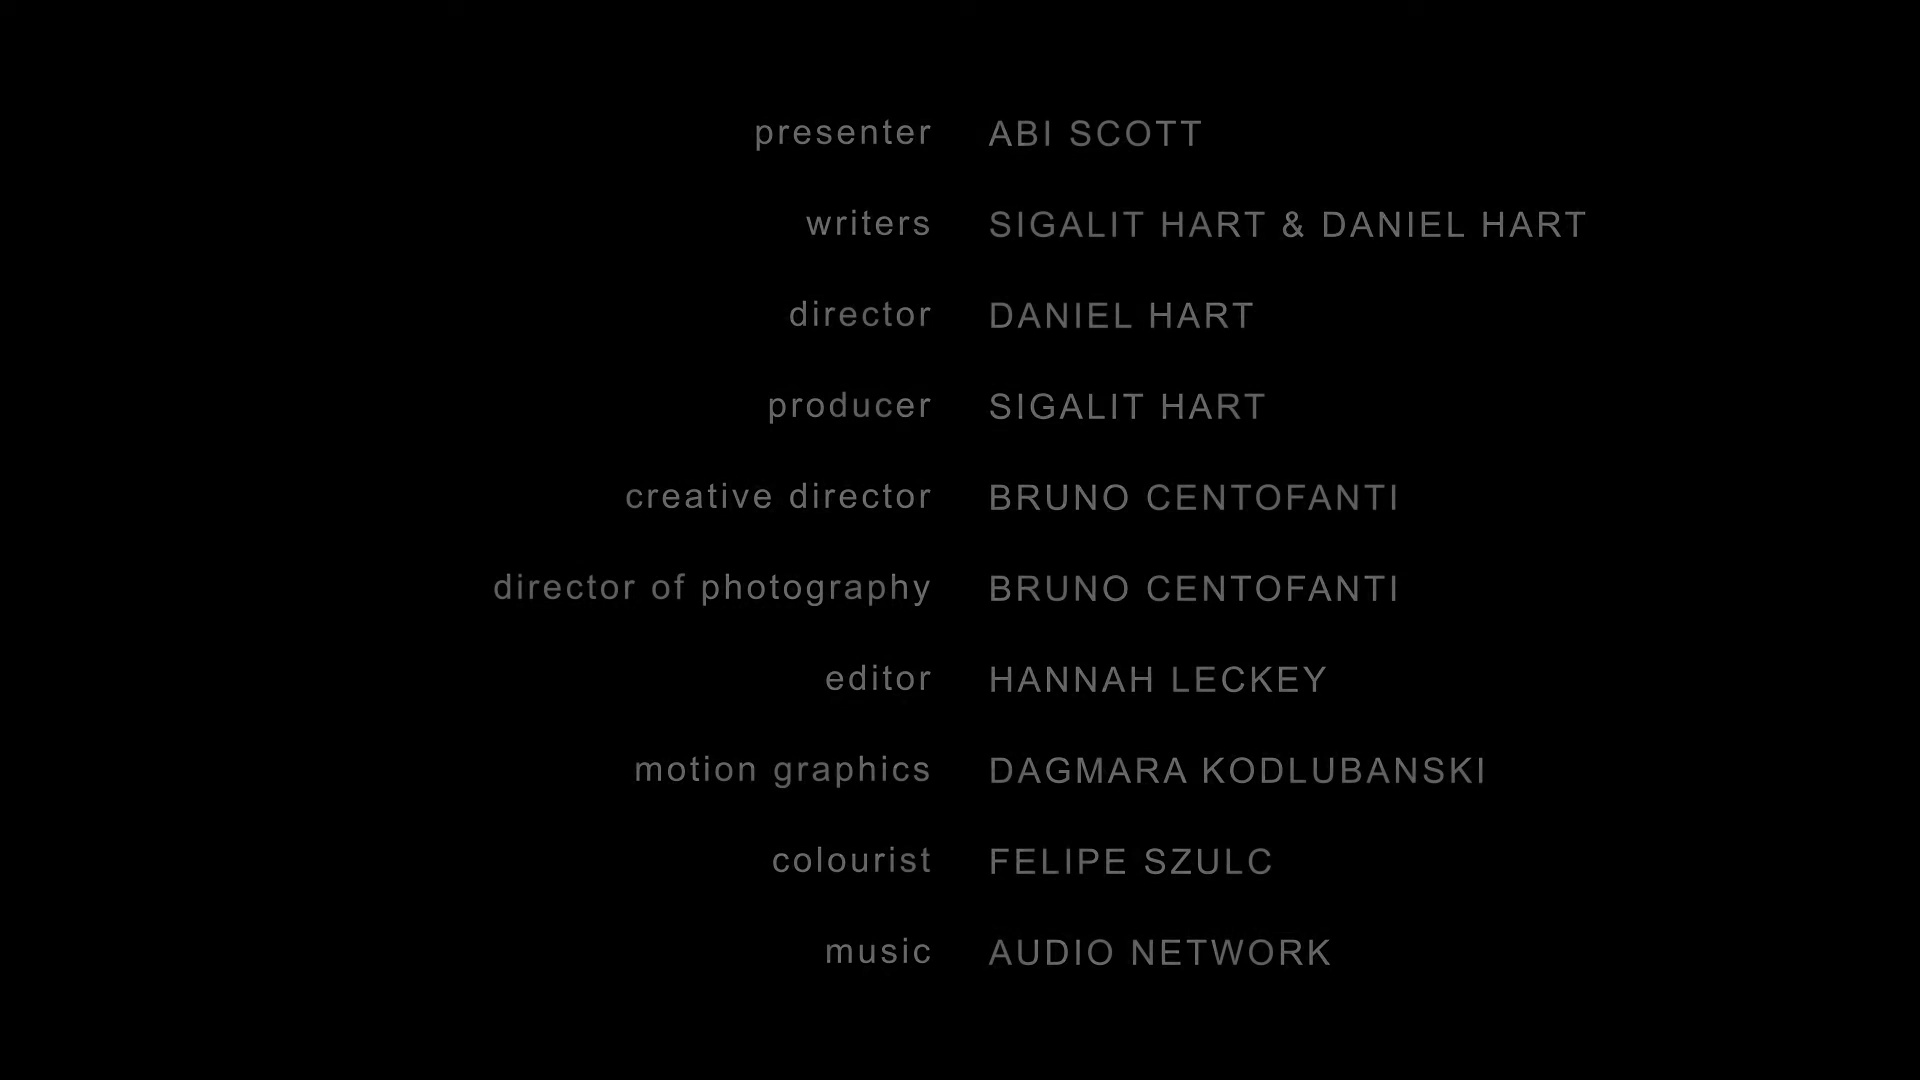 presenter ABI SCOTT
writers SIGALIT HART & DANIEL HART
director DANIEL HART
producer SIGALIT HART
creative director BRUNO CENTOFANTI
director of photography BRUNO CENTOFANTI
editor HANNAH LECKEY
motion graphics DAGMARA KODLUBANSKI
colourist FELIPE SZULC
music AUDIO NETWORK